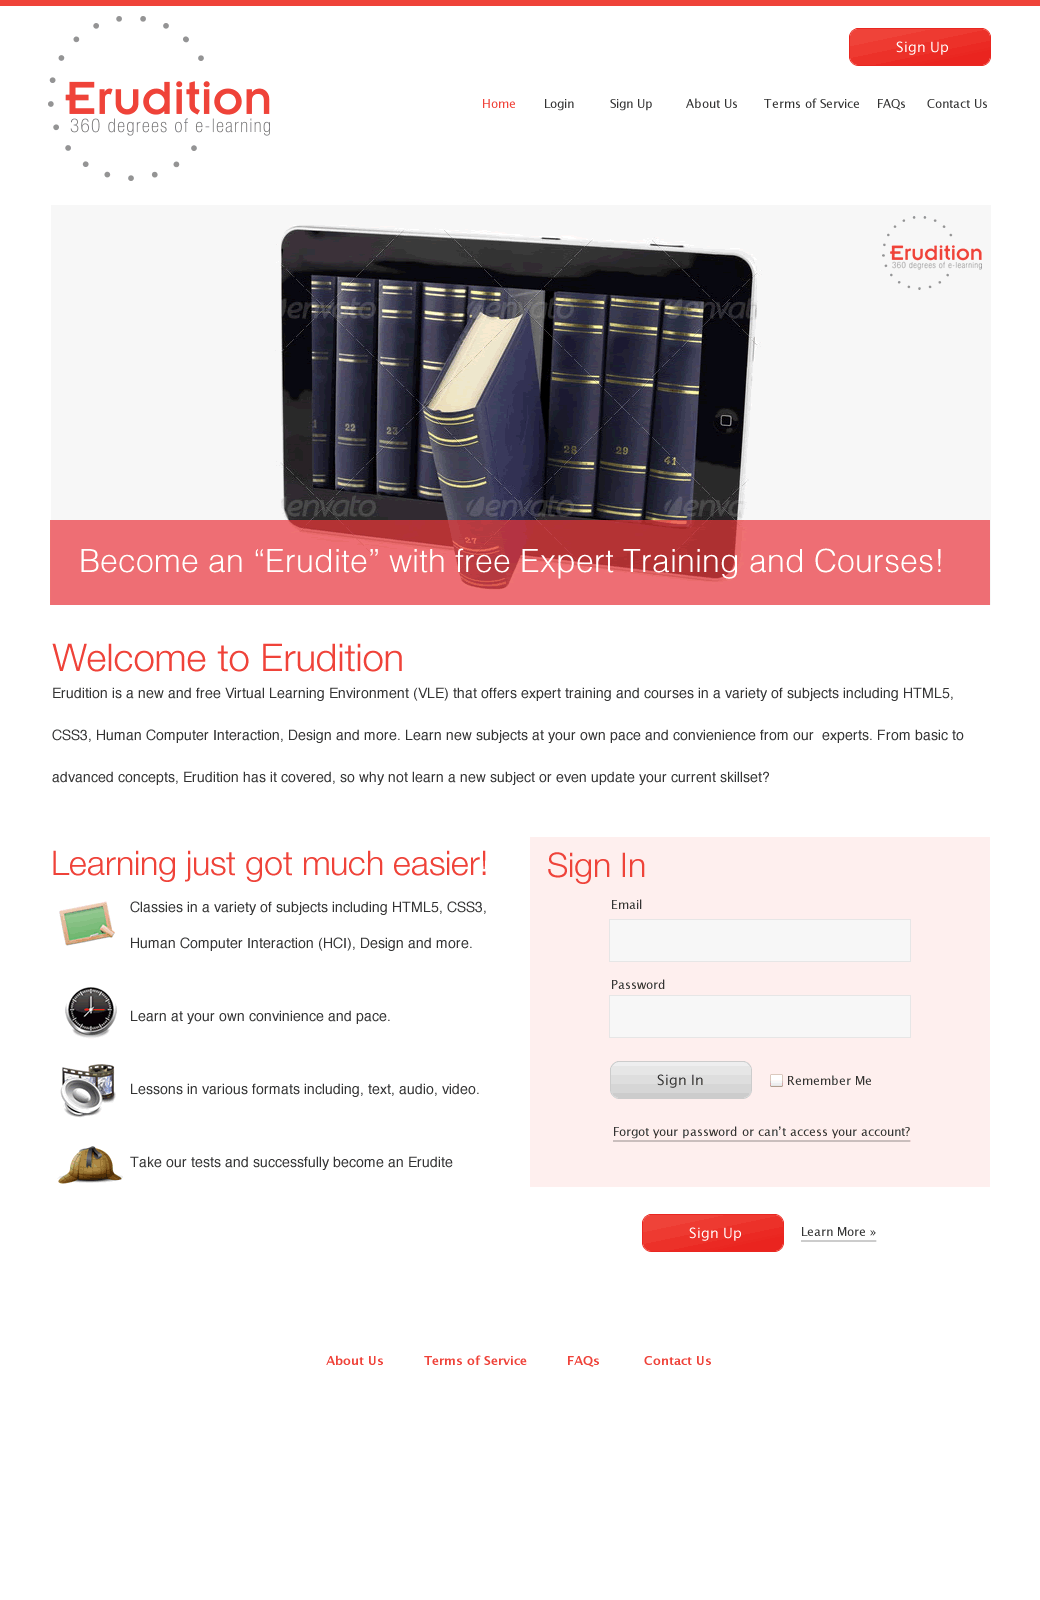 Sign Up
Erudition
360 degrees of e-learning
Home Login Sign Up About Us Terms of Service FAQs Contact Us
Erudition
360 degrees of e-learning
envato envato envato
22 23 28 29 41
envato envato envato
27
Become an “Erudite” with free Expert Training and Courses!
Welcome to Erudition
Erudition is a new and free Virtual Learning Environment (VLE) that offers expert training and courses in a variety of subjects including HTML5,
CSS3, Human Computer Interaction, Design and more. Learn new subjects at your own pace and convienience from our experts. From basic to
advanced concepts, Erudition has it covered, so why not learn a new subject or even update your current skillset?
Learning just got much easier!
Classies in a variety of subjects including HTML5, CSS3,
Human Computer Interaction (HCI), Design and more.
Learn at your own convinience and pace.
Lessons in various formats including, text, audio, video.
Take our tests and successfully become an Erudite
Sign In
Email
Password
Sign In Remember Me
Forgot your password or can’t access your account?
Sign Up Learn More »
About Us Terms of Service FAQs Contact Us